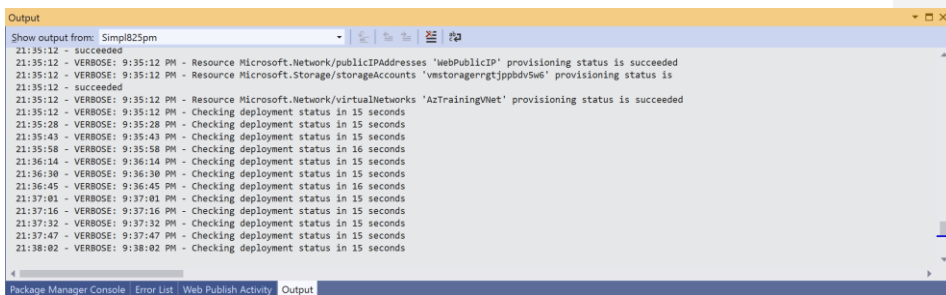 Output
Show output from: Simpl825pm
21:35:12 - succeeded
21:35:12 - VERBOSE: 9:35:12 PM - Resource Microsoft.Network/publicIPAddresses 'WebPublicIP' provisioning status is succeeded
21:35:12 - VERBOSE: 9:35:12 PM - Resource Microsoft.Storage/storageAccounts 'vmstoragerrgtjppbdv5w6' provisioning status is
21:35:12 - succeeded
21:35:12 - VERBOSE: 9:35:12 PM - Resource Microsoft.Network/virtualNetworks 'AzTrainingVNet' provisioning status is succeeded
21:35:12 - VERBOSE: 9:35:12 PM - Checking deployment status in 15 seconds
21:35:28 - VERBOSE: 9:35:28 PM - Checking deployment status in 15 seconds
21:35:43 - VERBOSE: 9:35:43 PM - Checking deployment status in 15 seconds
21:35:58 - VERBOSE: 9:35:58 PM - Checking deployment status in 16 seconds
21:36:14 - VERBOSE: 9:36:14 PM - Checking deployment status in 15 seconds
21:36:30 - VERBOSE: 9:36:30 PM - Checking deployment status in 15 seconds
21:36:45 - VERBOSE: 9:36:45 PM - Checking deployment status in 16 seconds
21:37:01 - VERBOSE: 9:37:01 PM - Checking deployment status in 15 seconds
21:37:16 - VERBOSE: 9:37:16 PM - Checking deployment status in 15 seconds
21:37:32 - VERBOSE: 9:37:32 PM - Checking deployment status in 15 seconds
21:37:47 - VERBOSE: 9:37:47 PM - Checking deployment status in 15 seconds
21:38:02 - VERBOSE: 9:38:02 PM - Checking deployment status in 15 seconds
Package Manager Console Error List Web Publish Activity Output